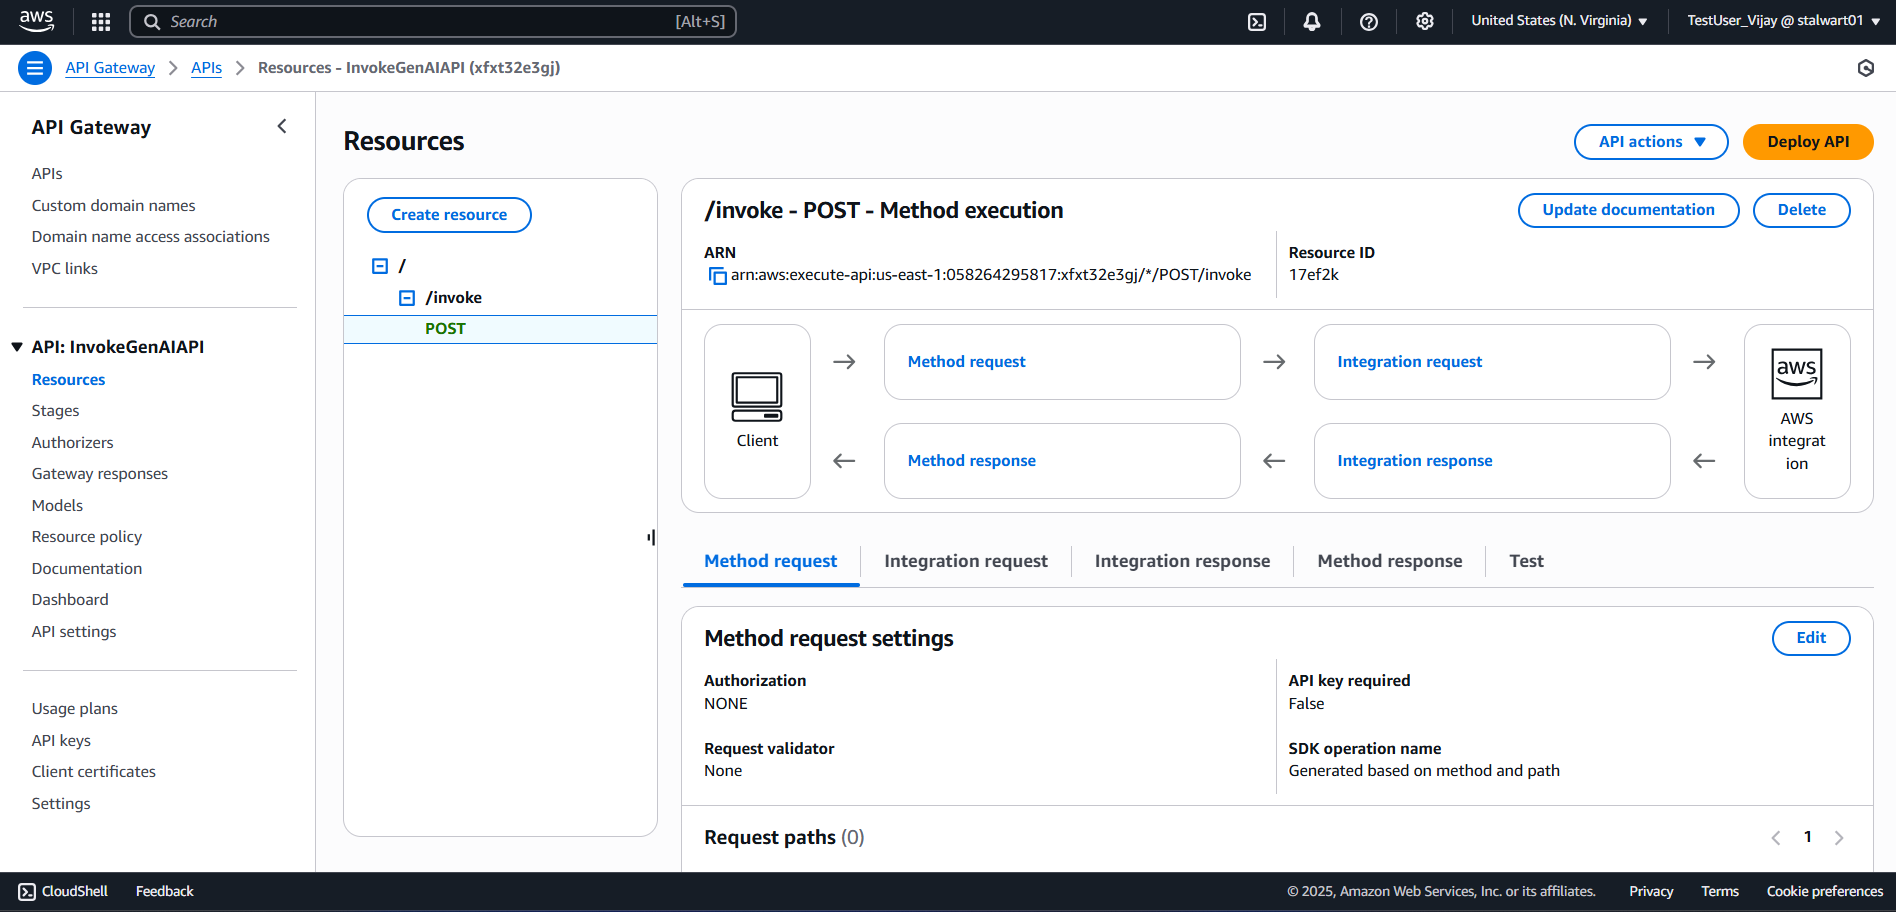 aws
Search
[Alt+S]
United States (N. Virginia)
TestUser_Vijay @ stalwart01
API Gateway
APIs
Resources - InvokeGenAIAPI (xfxt32e3gj)
API Gateway
APIs
Custom domain names
Domain name access associations
VPC links
API: InvokeGenAIAPI
Resources
Stages
Authorizers
Gateway responses
Models
Resource policy
Documentation
Dashboard
API settings
Usage plans
API keys
Client certificates
Settings
Resources
API actions
Deploy API
Create resource
/
/invoke
POST
/invoke - POST - Method execution
Update documentation
Delete
ARN
arn:aws:execute-api:us-east-1:058264295817:xfxt32e3gj/*/POST/invoke
Resource ID
17ef2k
Client
Method request
Integration request
Method response
Integration response
aws
AWS
integrat
ion
Method request
Integration request
Integration response
Method response
Test
Method request settings
Edit
Authorization
NONE
API key required
False
Request validator
None
SDK operation name
Generated based on method and path
Request paths (0)
1
CloudShell
Feedback
© 2025, Amazon Web Services, Inc. or its affiliates.
Privacy
Terms
Cookie preferences